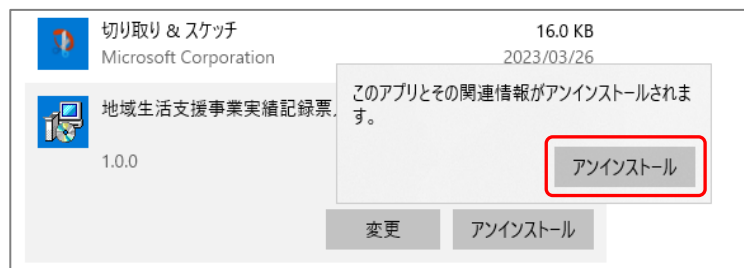 切り取り & スケッチ
16.0 KB
Microsoft Corporation
2023/03/26
このアプリとその関連情報がアンインストールされま
す。
地域生活支援事業実績記録票
アンインストール
1.0.0
変更
アンインストール